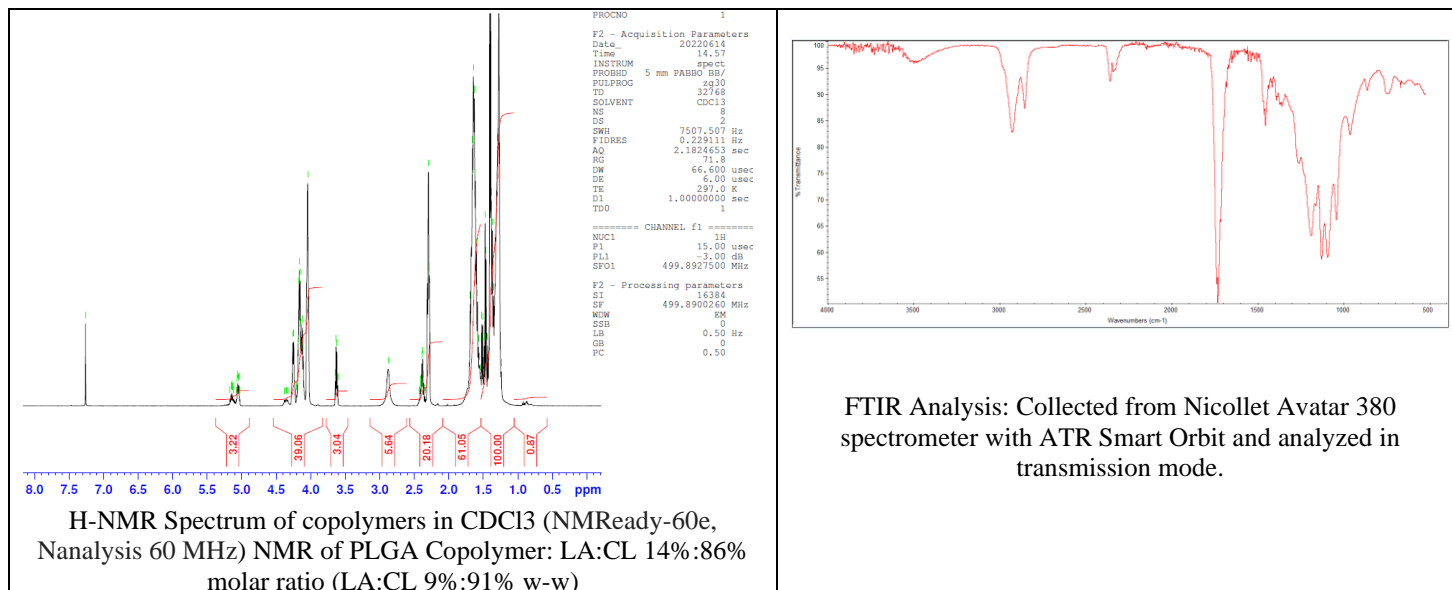 PROCNO 1
F2 - Acquisition Parameters
Date_ 20220614
Time 14.57
INSTRUM spect
PROBHD 5 mm PABBO BB/
PULPROG zg30
TD 32768
SOLVENT CDCl3
NS 8
DS 2
SWH 7507.507 Hz
FIDRES 0.229111 Hz
AQ 2.1824653 sec
RG 71.8
DW 66.600 usec
DE 6.00 usec
TE 297.0 K
D1 1.00000000 sec
TD0 1
======== CHANNEL f1 ========
NUC1 1H
P1 15.00 usec
PL1 -3.00 dB
SFO1 499.8927500 MHz
F2 - Processing parameters
SI 16384
SF 499.8900260 MHz
WDW EM
SSB 0
LB 0.50 Hz
GB 0
PC 0.50
3.22 39.06 3.04 5.64 20.18 61.05 100.00 0.87
8.0 7.5 7.0 6.5 6.0 5.5 5.0 4.5 4.0 3.5 3.0 2.5 2.0 1.5 1.0 0.5 ppm
H-NMR Spectrum of copolymers in CDCl3 (NMReady-60e,
Nanalysis 60 MHz) NMR of PLGA Copolymer: LA:CL 14%:86%
molar ratio (LA:CL 9%:91% w-w)
100
95
90
85
80
75
70
65
60
55
%Transmittance
4000 3500 3000 2500 2000 1500 1000 500
Wavenumbers (cm-1)
FTIR Analysis: Collected from Nicollet Avatar 380
spectrometer with ATR Smart Orbit and analyzed in
transmission mode.